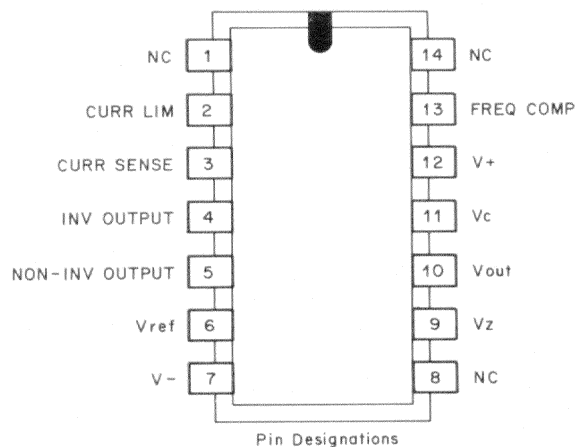 NC 1 14 NC
CURR LIM 2 13 FREQ COMP
CURR SENSE 3 12 V+
INV OUTPUT 4 11 Vc
NON-INV OUTPUT 5 10 Vout
Vref 6 9 Vz
V- 7 8 NC
Pin Designations